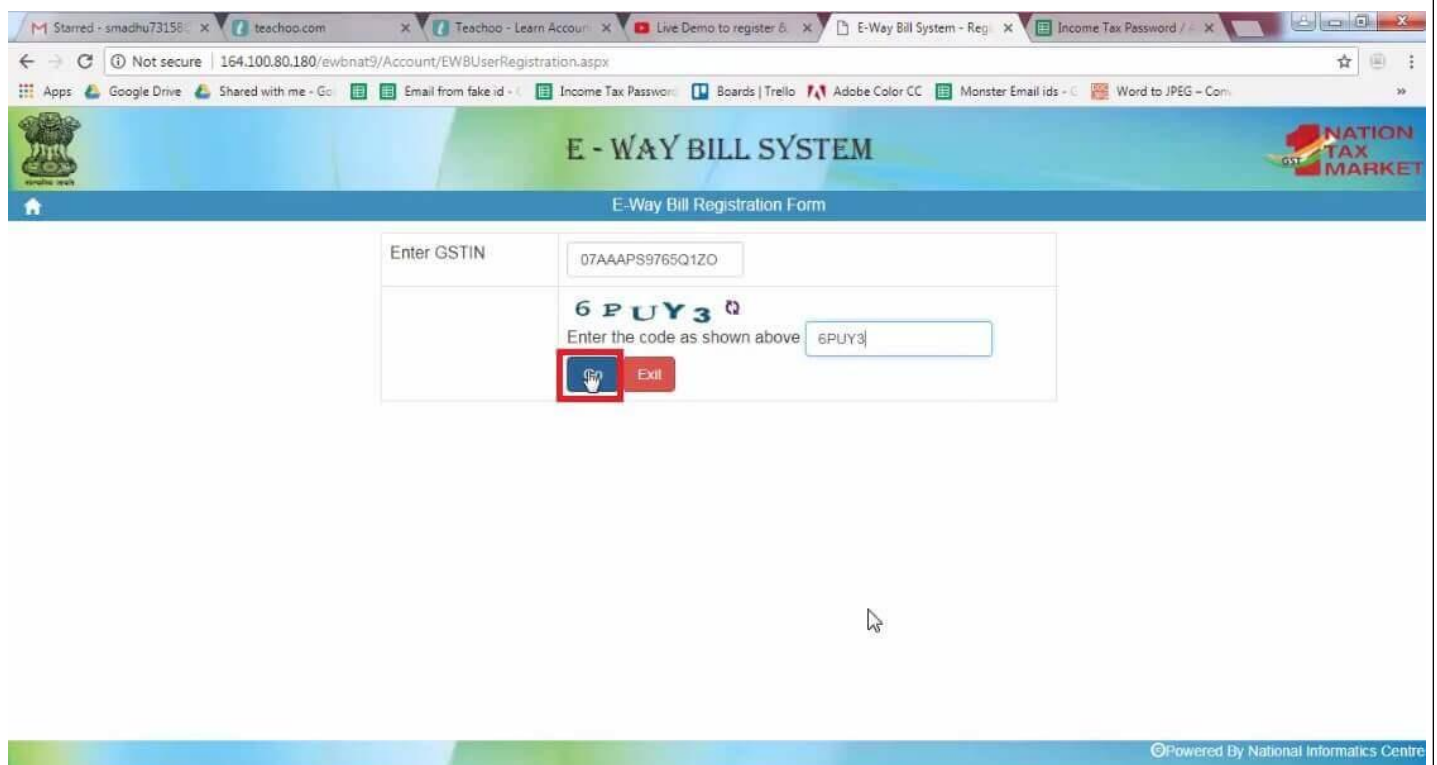 Starred - smadhu73158
teachoo.com
Teachoo - Learn Accoun
Live Demo to register &
E-Way Bill System - Reg
Income Tax Password /
Not secure | 164.100.80.180/ewbnat9/Account/EWBUserRegistration.aspx
Apps Google Drive Shared with me - Go Email from fake id - Income Tax Passwor Boards | Trello Adobe Color CC Monster Email ids - Word to JPEG – Con »
E - WAY BILL SYSTEM
GST 1 NATION
TAX
MARKET
E-Way Bill Registration Form
Enter GSTIN 07AAAPS9765Q1ZO
6PUY3
Enter the code as shown above 6PUY3
Go Exit
©Powered By National Informatics Centre